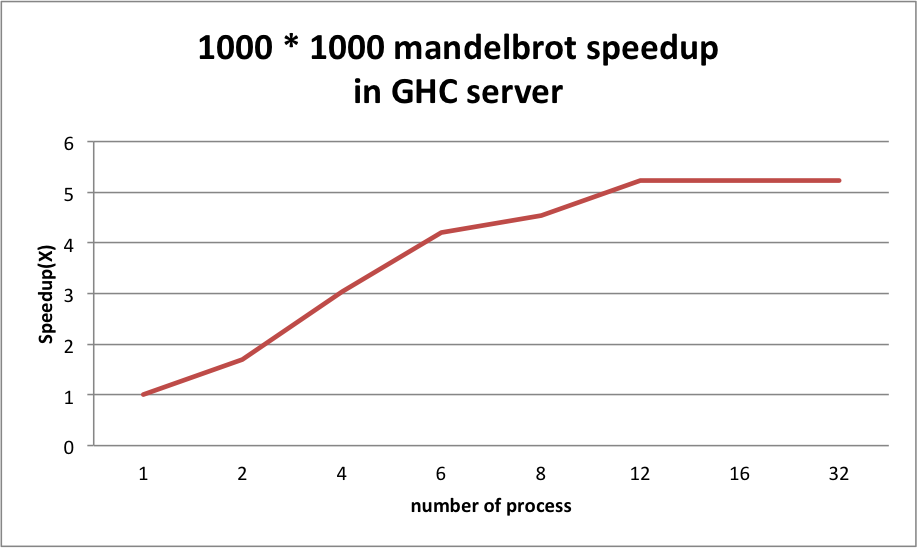 1000 * 1000 mandelbrot speedup
in GHC server
6
5
4
3
2
1
0
Speedup(X)
1 2 4 6 8 12 16 32
number of process